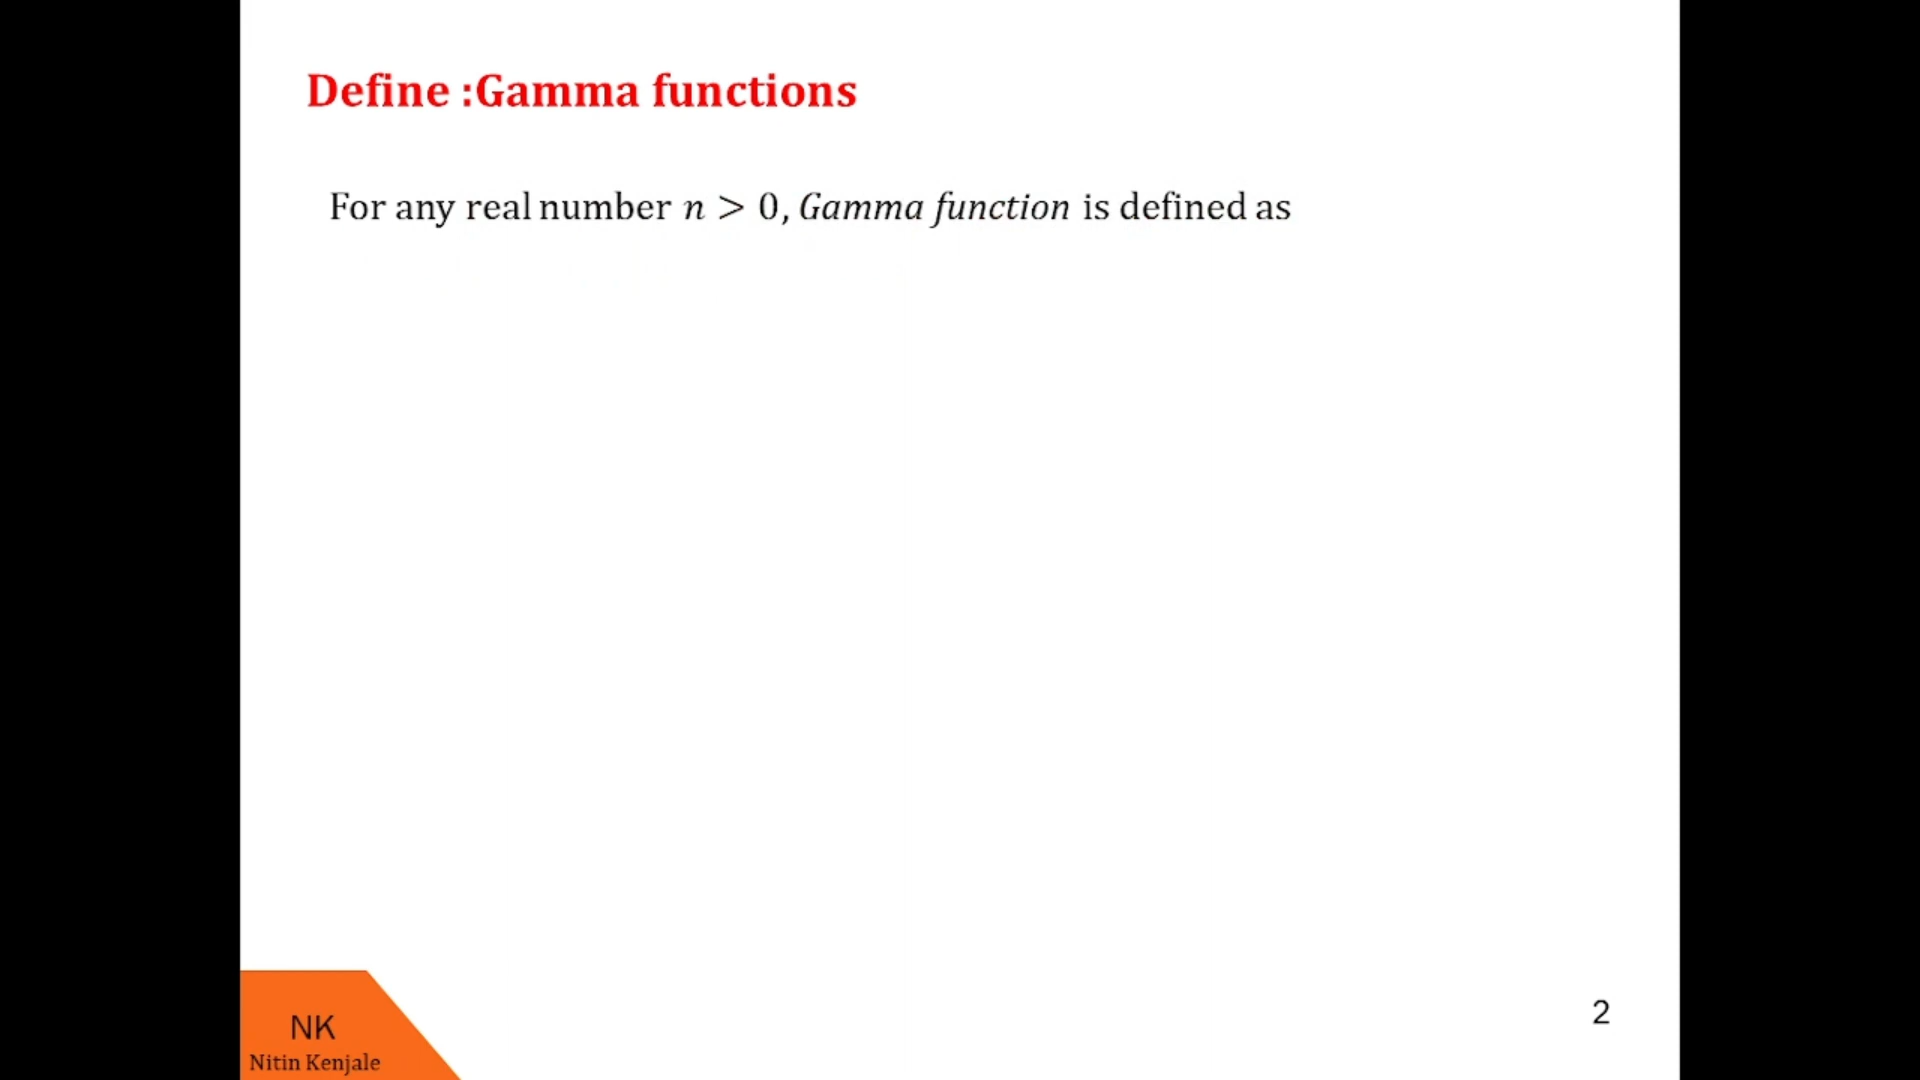 Define :Gamma functions
For any real number n > 0, Gamma function is defined as
NK
Nitin Kenjale
2